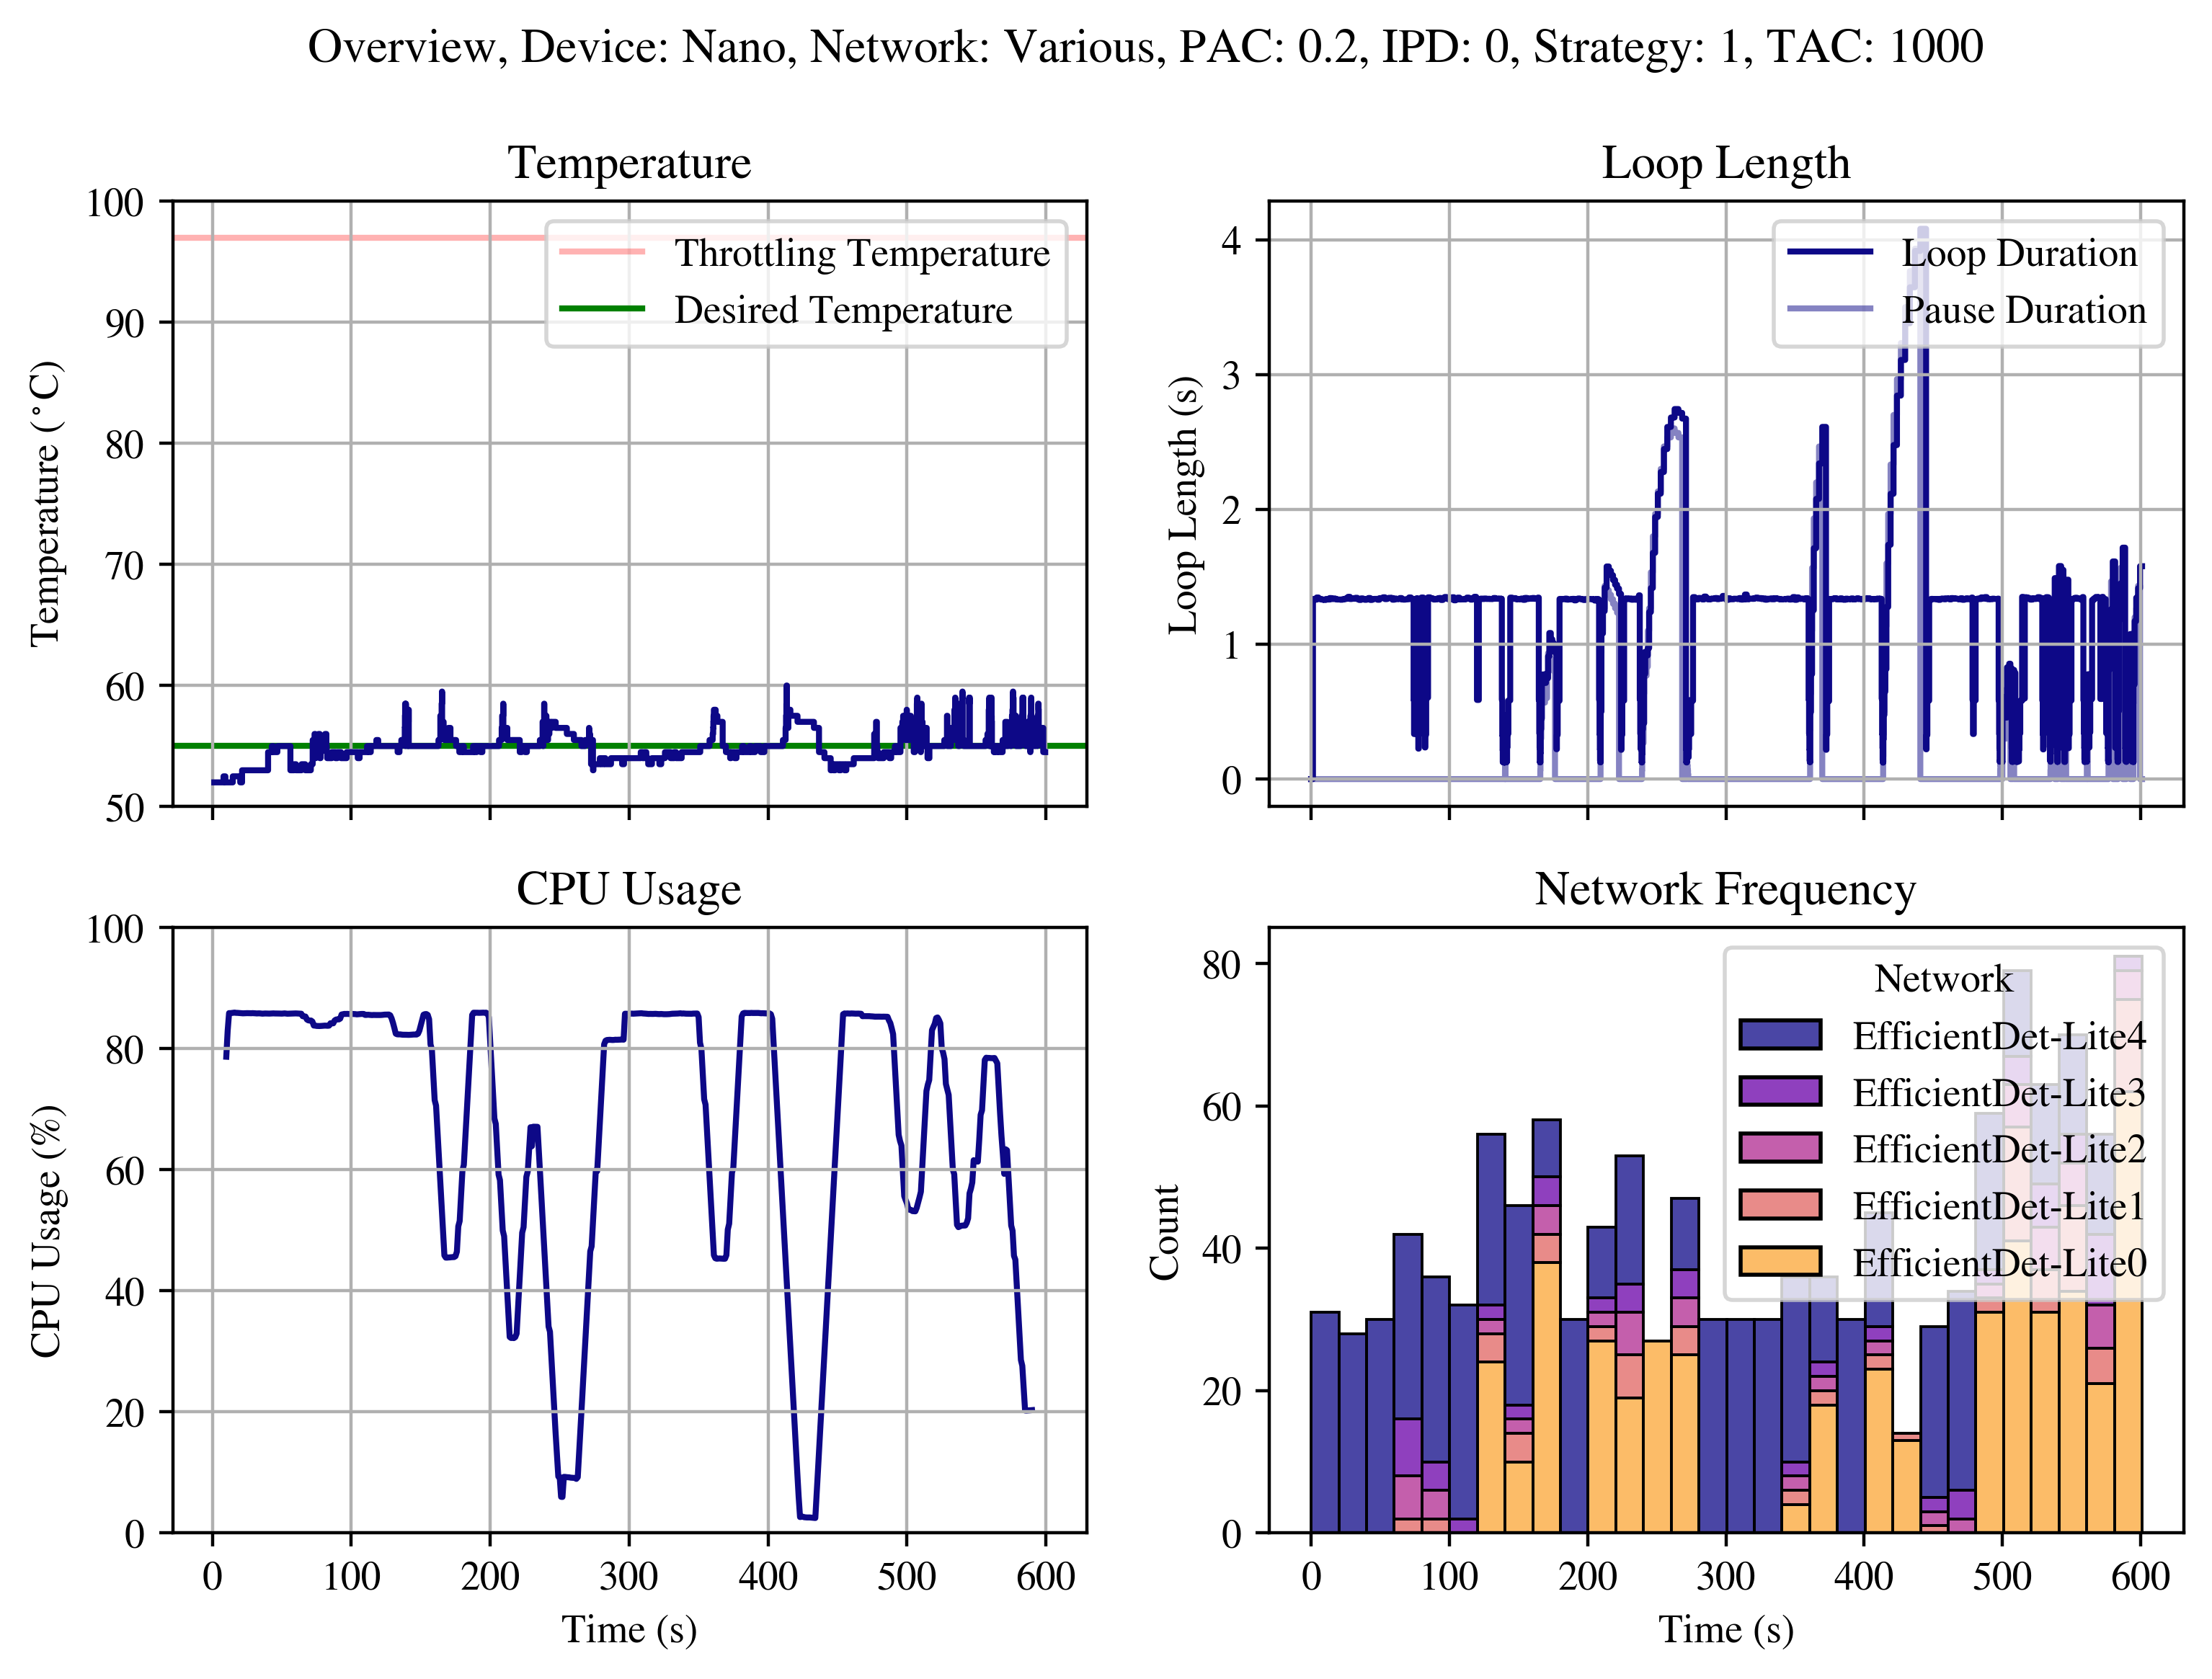 Overview, Device: Nano, Network: Various, PAC: 0.2, IPD: 0, Strategy: 1, TAC: 1000
Temperature
100
90
80
70
60
50
Temperature (°C)
Throttling Temperature
Desired Temperature
Loop Length
4
3
2
1
0
Loop Length (s)
Loop Duration
Pause Duration
CPU Usage
100
80
60
40
20
0
CPU Usage (%)
0 100 200 300 400 500 600
Time (s)
Network Frequency
80
60
40
20
0
Count
Network
EfficientDet-Lite4
EfficientDet-Lite3
EfficientDet-Lite2
EfficientDet-Lite1
EfficientDet-Lite0
0 100 200 300 400 500 600
Time (s)